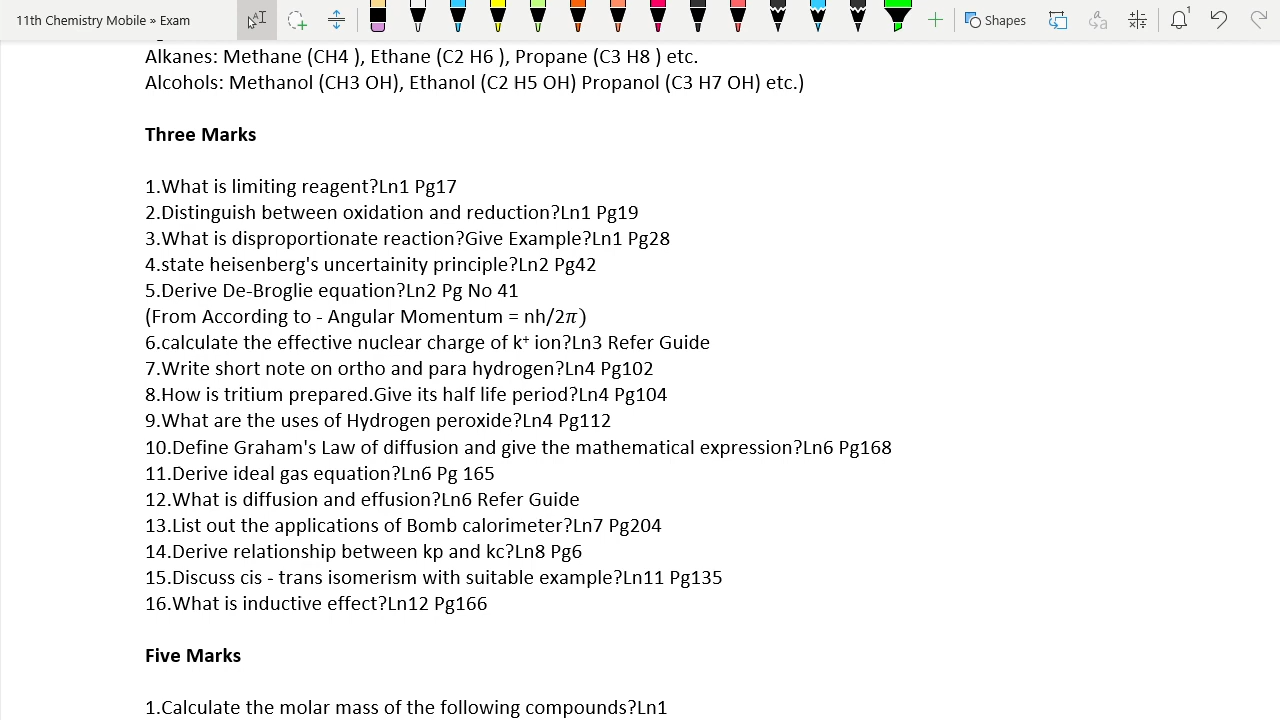 11th Chemistry Mobile » Exam
Shapes
1
Alkanes: Methane (CH4 ), Ethane (C2 H6 ), Propane (C3 H8 ) etc.
Alcohols: Methanol (CH3 OH), Ethanol (C2 H5 OH) Propanol (C3 H7 OH) etc.)
Three Marks
1.What is limiting reagent?Ln1 Pg17
2.Distinguish between oxidation and reduction?Ln1 Pg19
3.What is disproportionate reaction?Give Example?Ln1 Pg28
4.state heisenberg's uncertainity principle?Ln2 Pg42
5.Derive De-Broglie equation?Ln2 Pg No 41
(From According to - Angular Momentum = nh/2π)
6.calculate the effective nuclear charge of k⁺ ion?Ln3 Refer Guide
7.Write short note on ortho and para hydrogen?Ln4 Pg102
8.How is tritium prepared.Give its half life period?Ln4 Pg104
9.What are the uses of Hydrogen peroxide?Ln4 Pg112
10.Define Graham's Law of diffusion and give the mathematical expression?Ln6 Pg168
11.Derive ideal gas equation?Ln6 Pg 165
12.What is diffusion and effusion?Ln6 Refer Guide
13.List out the applications of Bomb calorimeter?Ln7 Pg204
14.Derive relationship between kp and kc?Ln8 Pg6
15.Discuss cis - trans isomerism with suitable example?Ln11 Pg135
16.What is inductive effect?Ln12 Pg166
Five Marks
1.Calculate the molar mass of the following compounds?Ln1